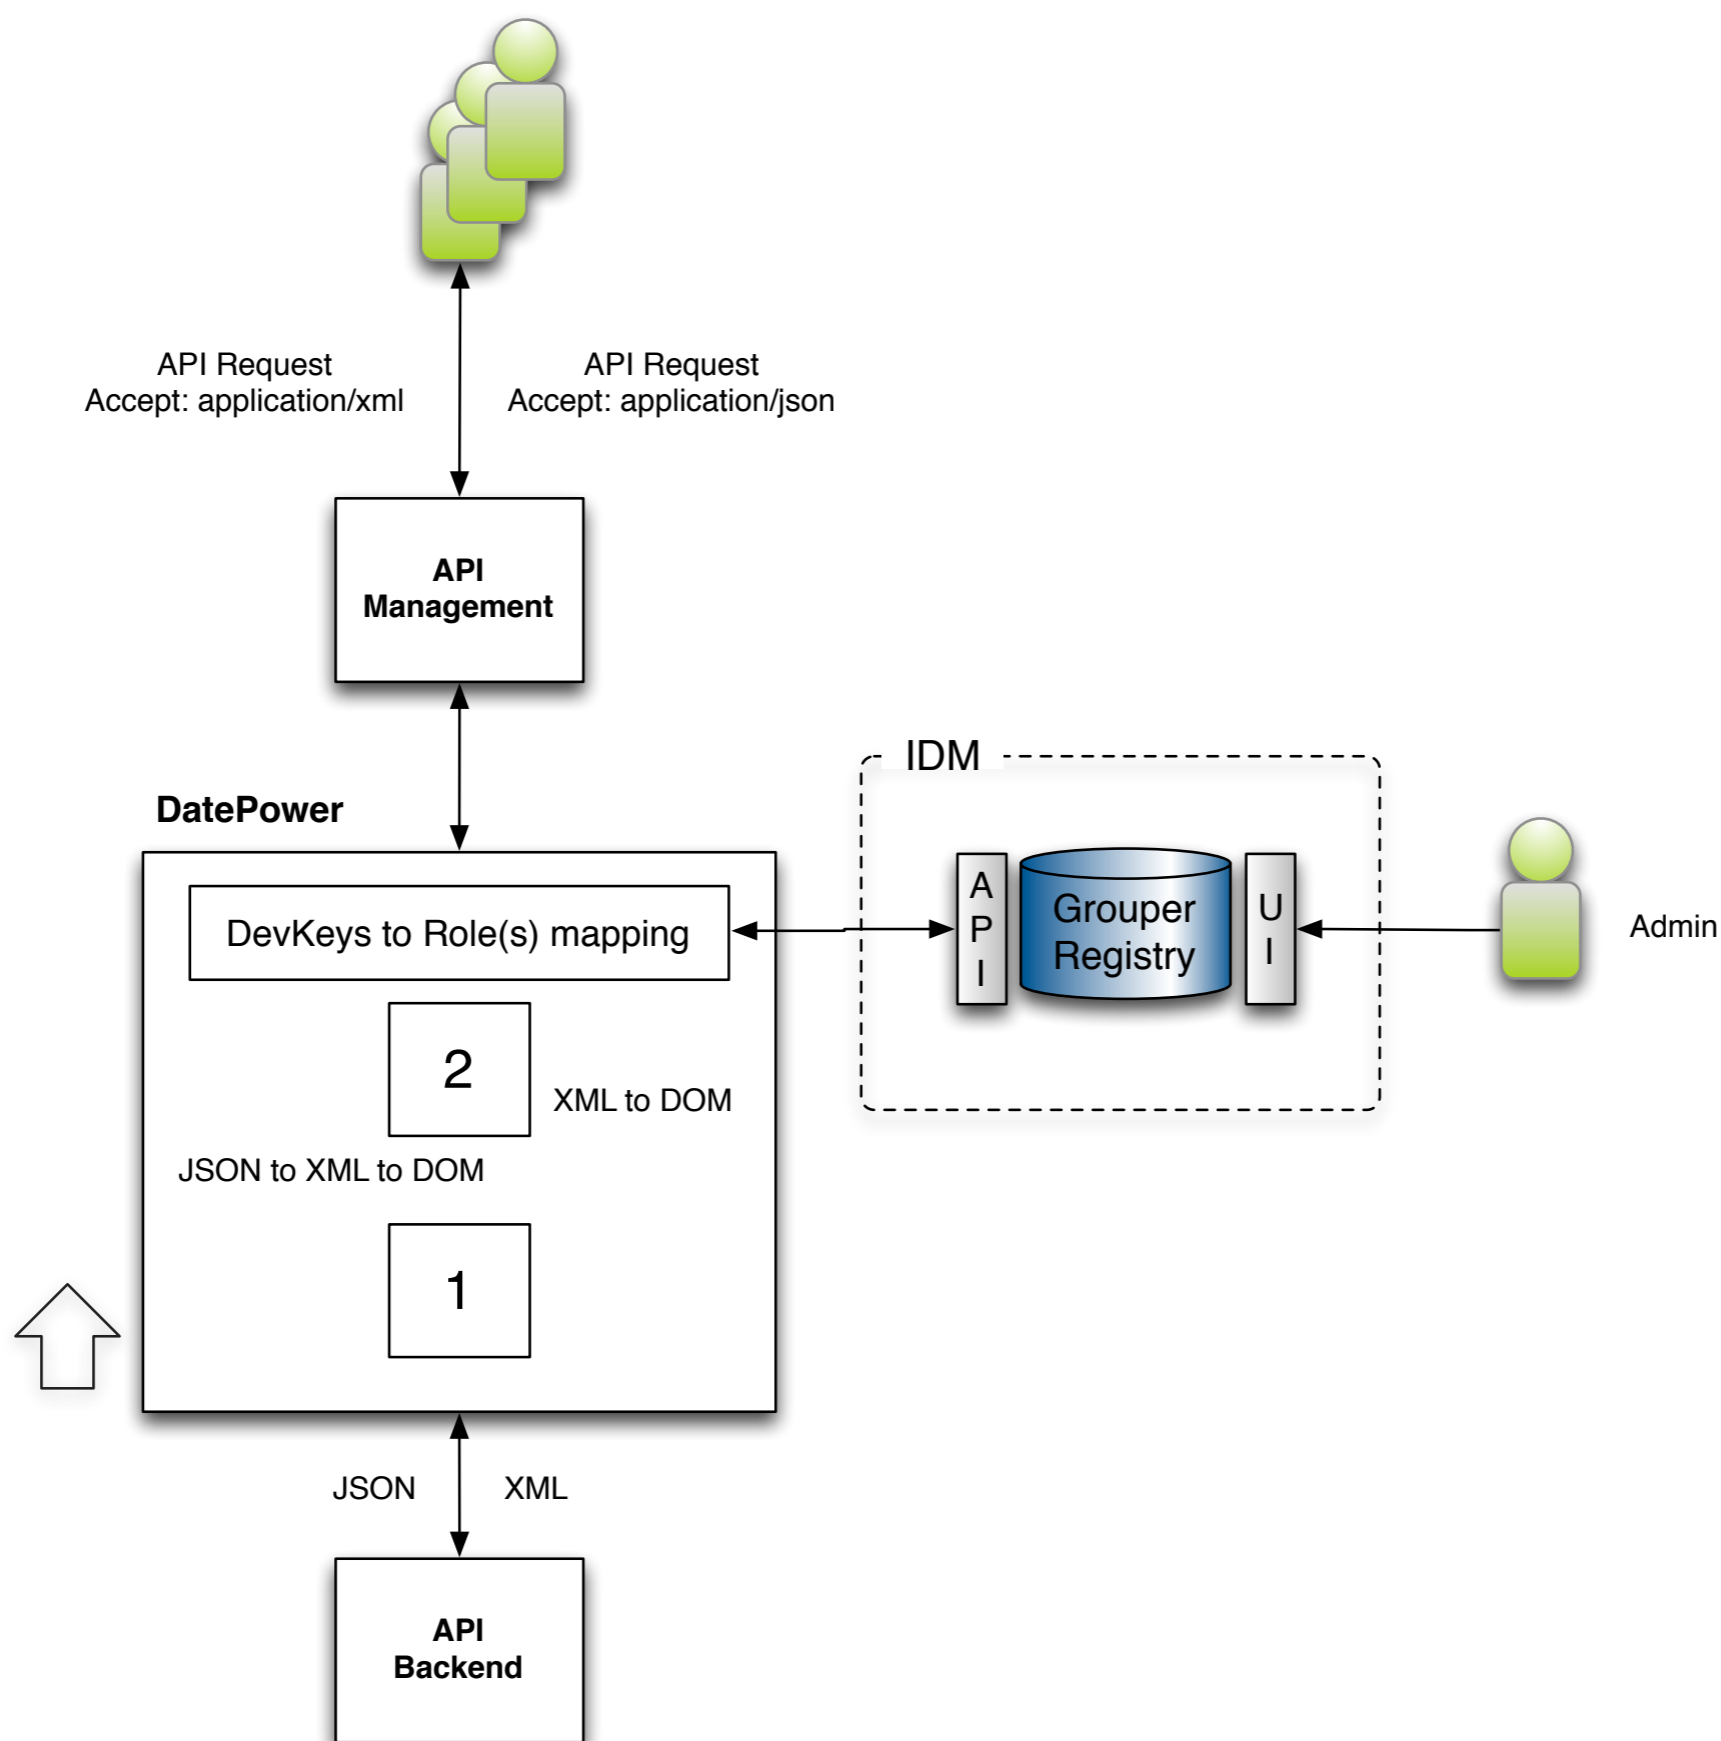 API Request
Accept: application/xml
API Request
Accept: application/json
API
Management
IDM
DatePower
DevKeys to Role(s) mapping
A
P
I
Grouper
Registry
U
I
Admin
2
XML to DOM
JSON to XML to DOM
1
JSON
XML
API
Backend